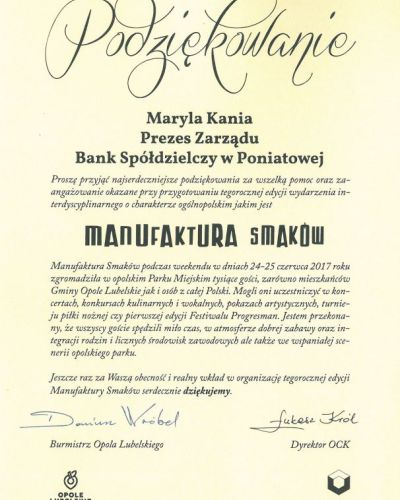 Podziękowanie
Maryla Kania
Prezes Zarządu
Bank Spółdzielczy w Poniatowej
Proszę przyjąć najserdeczniejsze podziękowania za wszelką pomoc oraz za-
angażowanie okazane przy przygotowaniu tegorocznej edycji wydarzenia in-
terdyscyplinarnego o charakterze ogólnopolskim jakim jest
MANUFAKTURA SMAKÓW
Manufaktura Smaków podczas weekendu w dniach 24-25 czerwca 2017 roku
zgromadziła w opolskim Parku Miejskim tysiące gości, zarówno mieszkańców
Gminy Opole Lubelskie jak i osób z całej Polski. Mogli oni uczestniczyć w kon-
certach, konkursach kulinarnych i wokalnych, pokazach artystycznych, turnie-
ju piłki nożnej czy pierwszej edycji Festiwalu Progresman. Jestem przekona-
ny, że wszyscy goście spędzili miło czas, w atmosferze dobrej zabawy oraz in-
tegracji rodzin i licznych środowisk zawodowych ale także we wspaniałej sce-
nerii opolskiego parku.
Jeszcze raz za Waszą obecność i realny wkład w organizację tegorocznej edycji
Manufaktury Smaków serdecznie dziękujemy.
Dariusz Wróbel
Łukasz Król
Burmistrz Opola Lubelskiego
Dyrektor OCK
OPOLE
LUBELSKIE